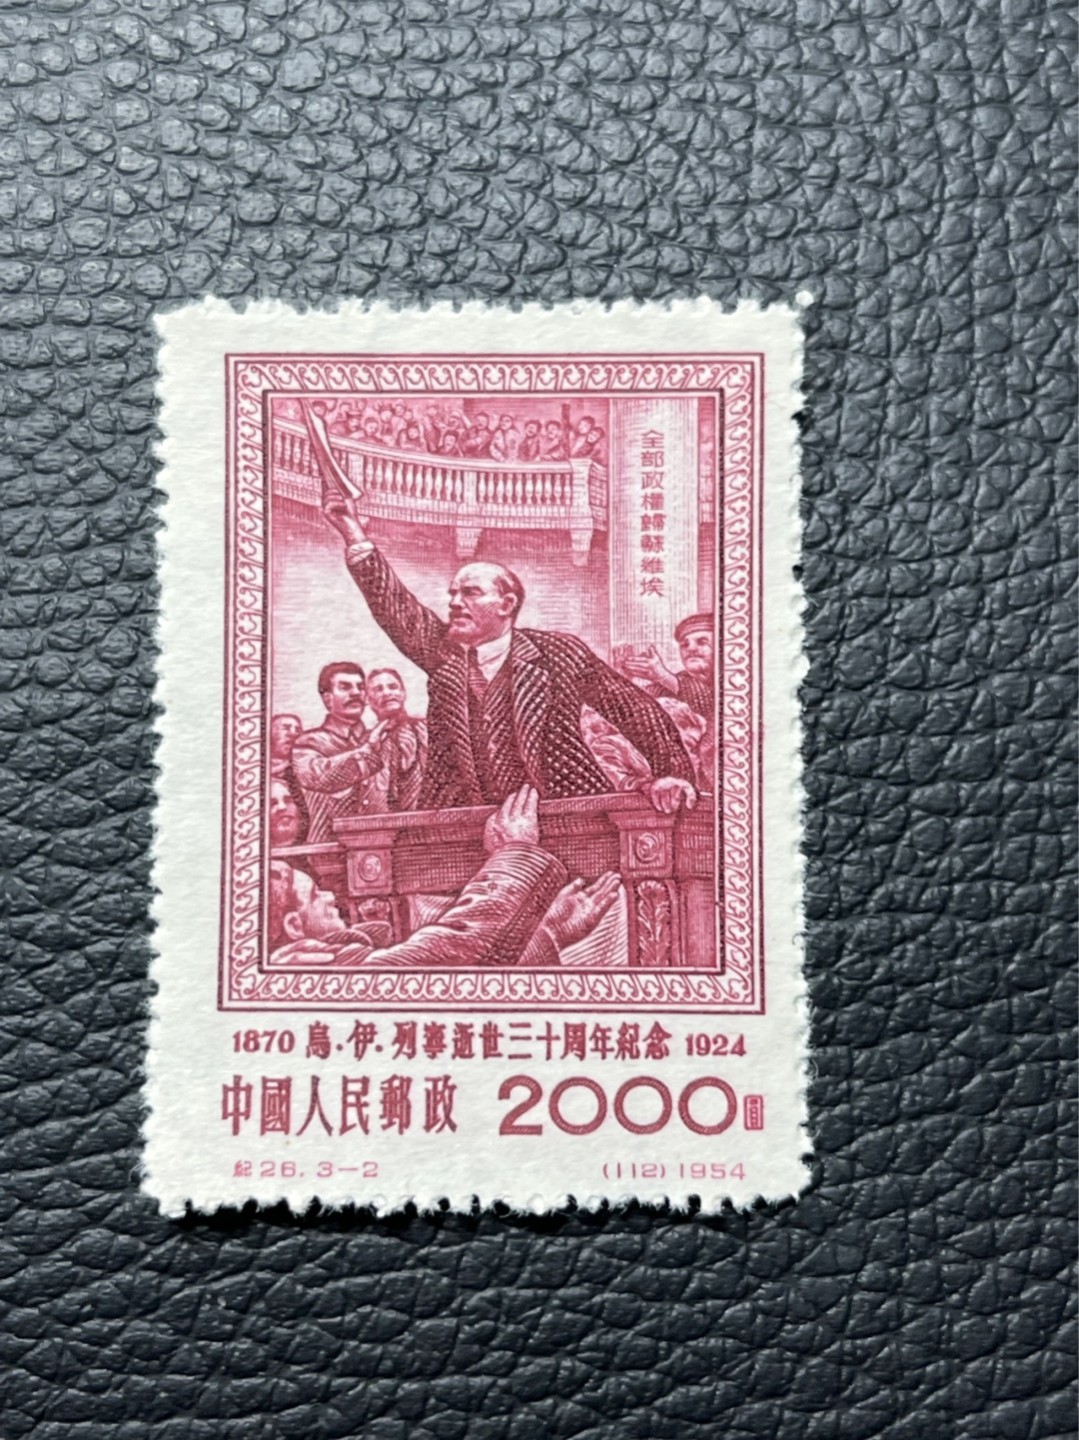 全部政權歸蘇維埃
1870 烏·伊·列寧逝世三十周年紀念 1924
中國人民郵政 2000圓
紀26. 3-2 (112) 1954